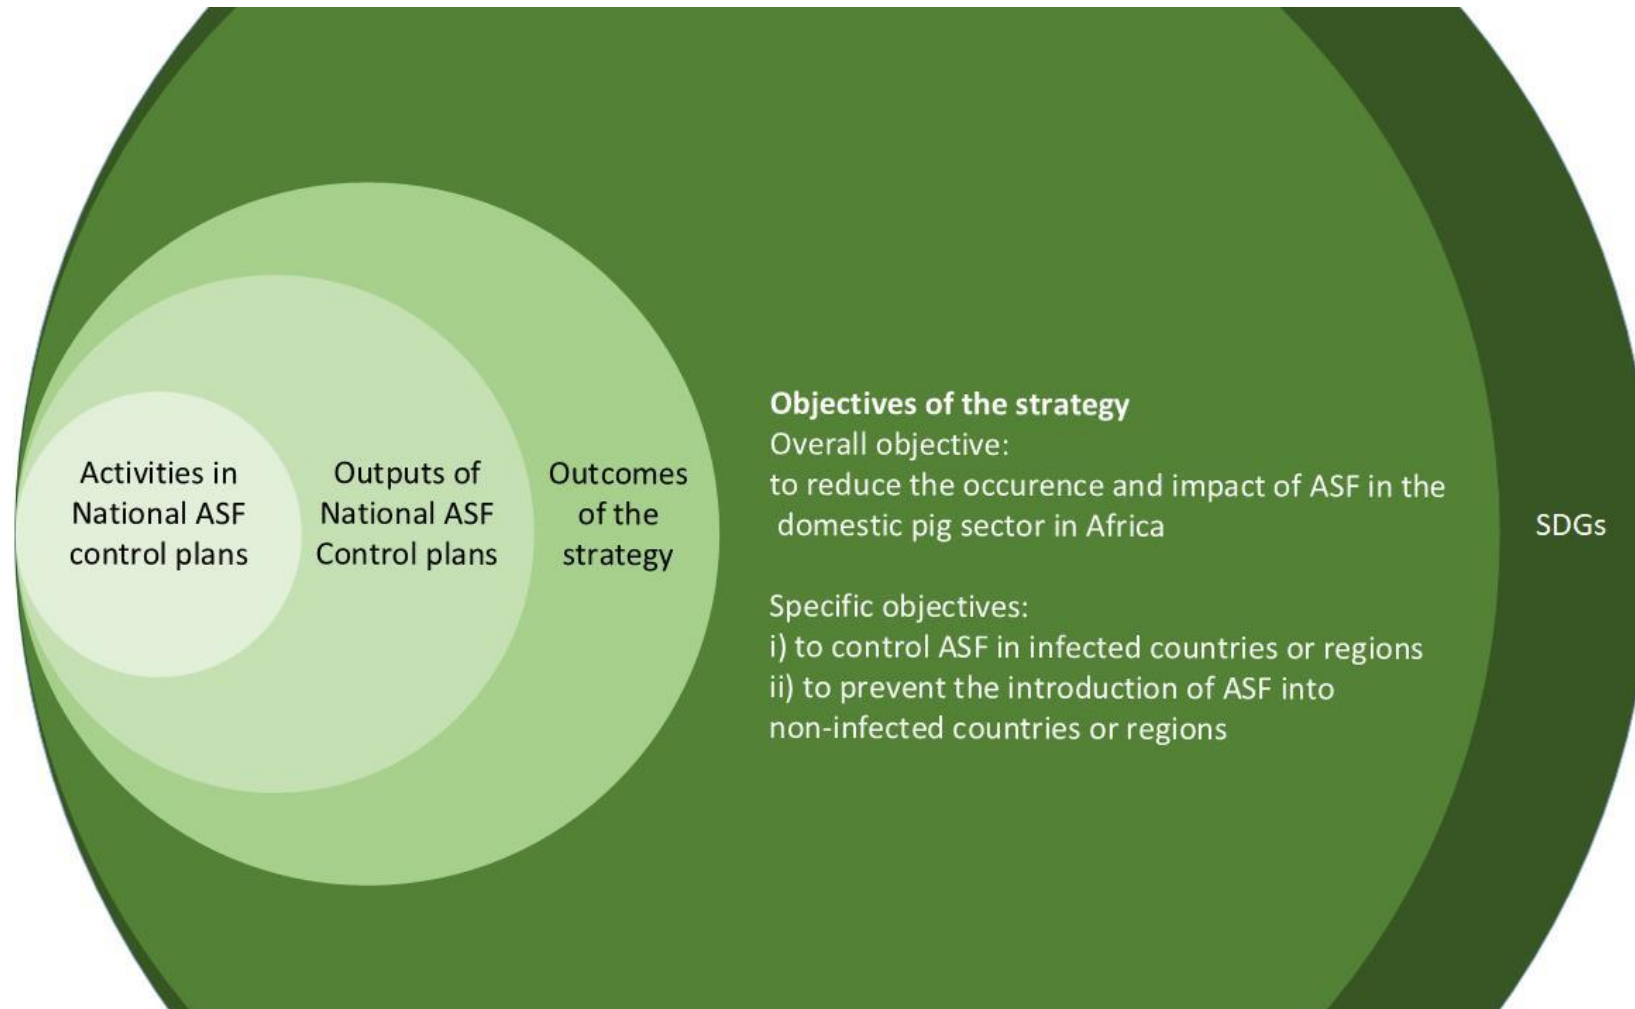 Activities in
National ASF
control plans
Outputs of
National ASF
Control plans
Outcomes
of the
strategy
Objectives of the strategy
Overall objective:
to reduce the occurence and impact of ASF in the
domestic pig sector in Africa
Specific objectives:
i) to control ASF in infected countries or regions
ii) to prevent the introduction of ASF into
non-infected countries or regions
SDGs